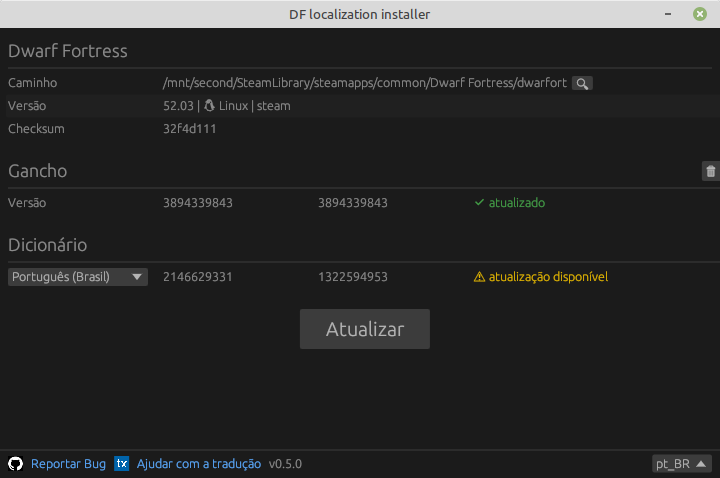 DF localization installer
Dwarf Fortress
Caminho /mnt/second/SteamLibrary/steamapps/common/Dwarf Fortress/dwarfort
Versão 52.03 | Linux | steam
Checksum 32f4d111
Gancho
Versão 3894339843 3894339843 ✓ atualizado
Dicionário
Português (Brasil) 2146629331 1322594953 ⚠ atualização disponível
Atualizar
Reportar Bug tx Ajudar com a tradução v0.5.0 pt_BR